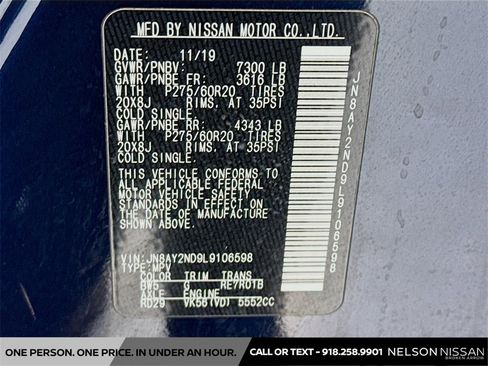 MFD BY NISSAN MOTOR CO.,LTD.
DATE: 11/19
GVWR/PNBV: 7300 LB
GAWR/PNBE FR: 3616 LB
WITH P275/60R20 TIRES
20X8J RIMS, AT 35PSI
COLD SINGLE.
GAWR/PNBE RR: 4343 LB
WITH P275/60R20 TIRES
20X8J RIMS, AT 35PSI
COLD SINGLE.
THIS VEHICLE CONFORMS TO
ALL APPLICABLE FEDERAL
MOTOR VEHICLE SAFETY
STANDARDS IN EFFECT ON
THE DATE OF MANUFACTURE
SHOWN ABOVE.
VIN:JN8AY2ND9L9106598
TYPE:MPV
COLOR TRIM TRANS
BW5 G RE7R01B
AXLE ENGINE
RD29 VK56(VD) 5552CC
JN8AY2ND9L9106598
ONE PERSON. ONE PRICE. IN UNDER AN HOUR. CALL OR TEXT - 918.258.9901 NELSON NISSAN
BROKEN ARROW